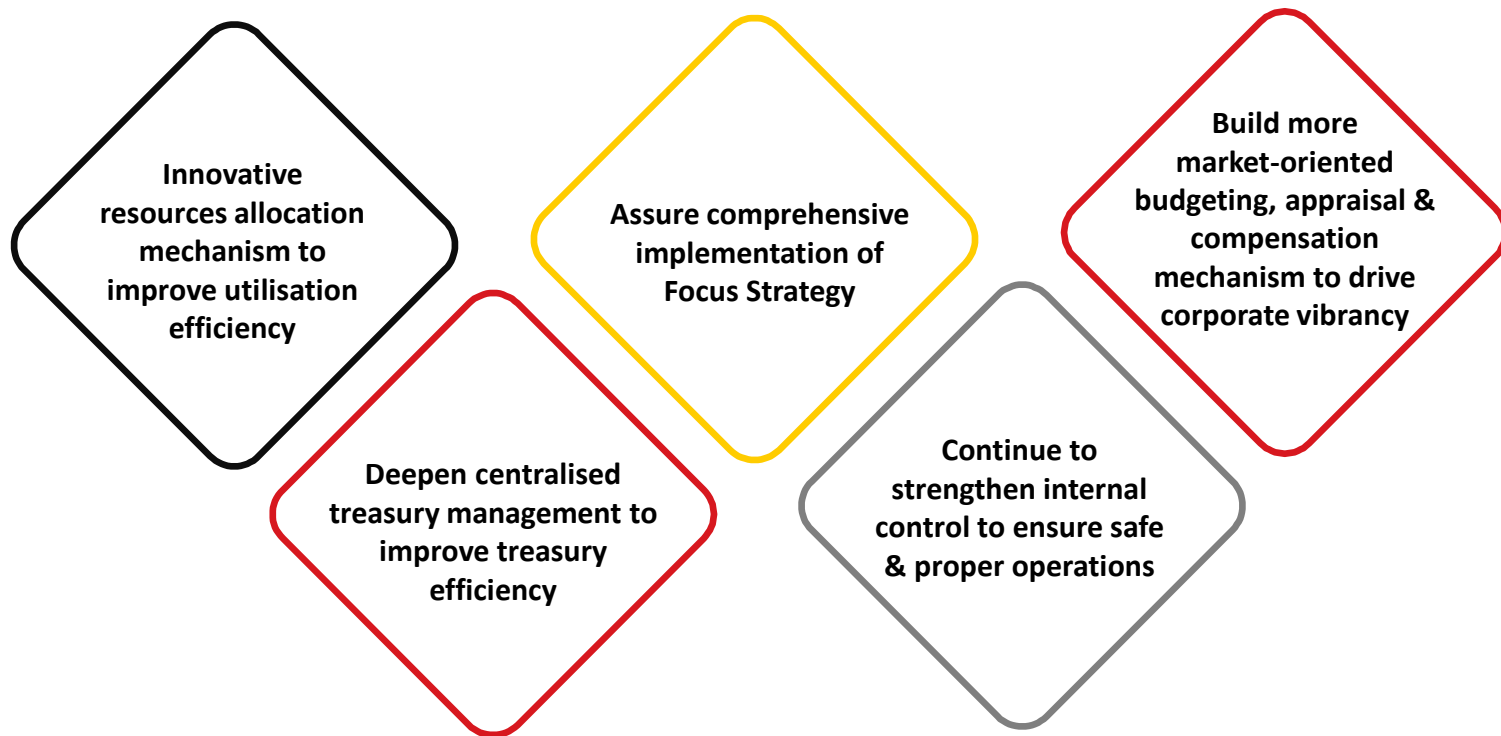 Innovative
resources allocation
mechanism to
improve utilisation
efficiency
Deepen centralised
treasury management to
improve treasury
efficiency
Assure comprehensive
implementation of
Focus Strategy
Continue to
strengthen internal
control to ensure safe
& proper operations
Build more
market-oriented
budgeting, appraisal &
compensation
mechanism to drive
corporate vibrancy